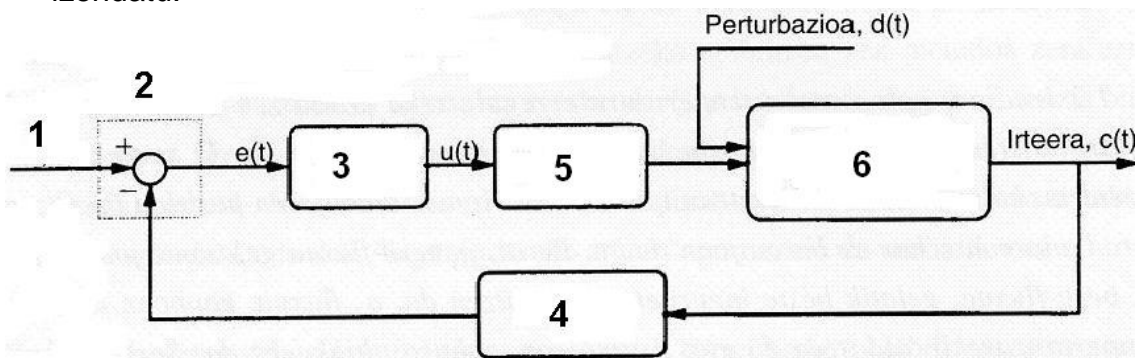 Perturbazioa, d(t)
2
1
+
e(t)
3
u(t)
5
6
Irteera, c(t)
−
4